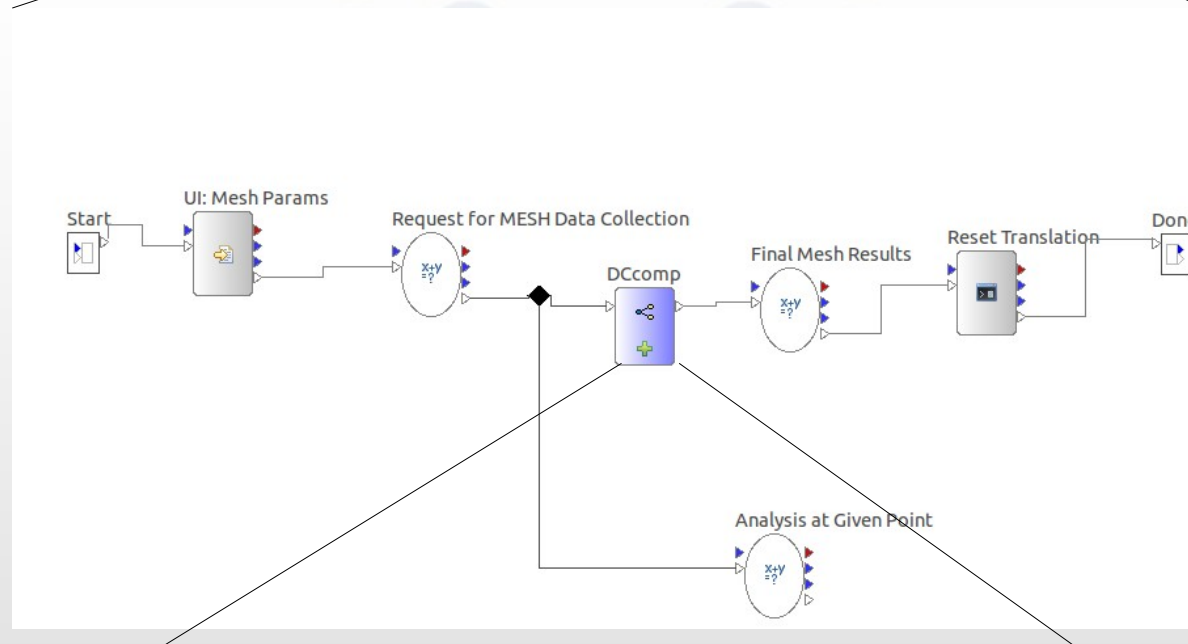 Start
UI: Mesh Params
Request for MESH Data Collection
x+y
=?
DCcomp
Final Mesh Results
x+y
=?
Reset Translation
Don
Analysis at Given Point
x+y
=?